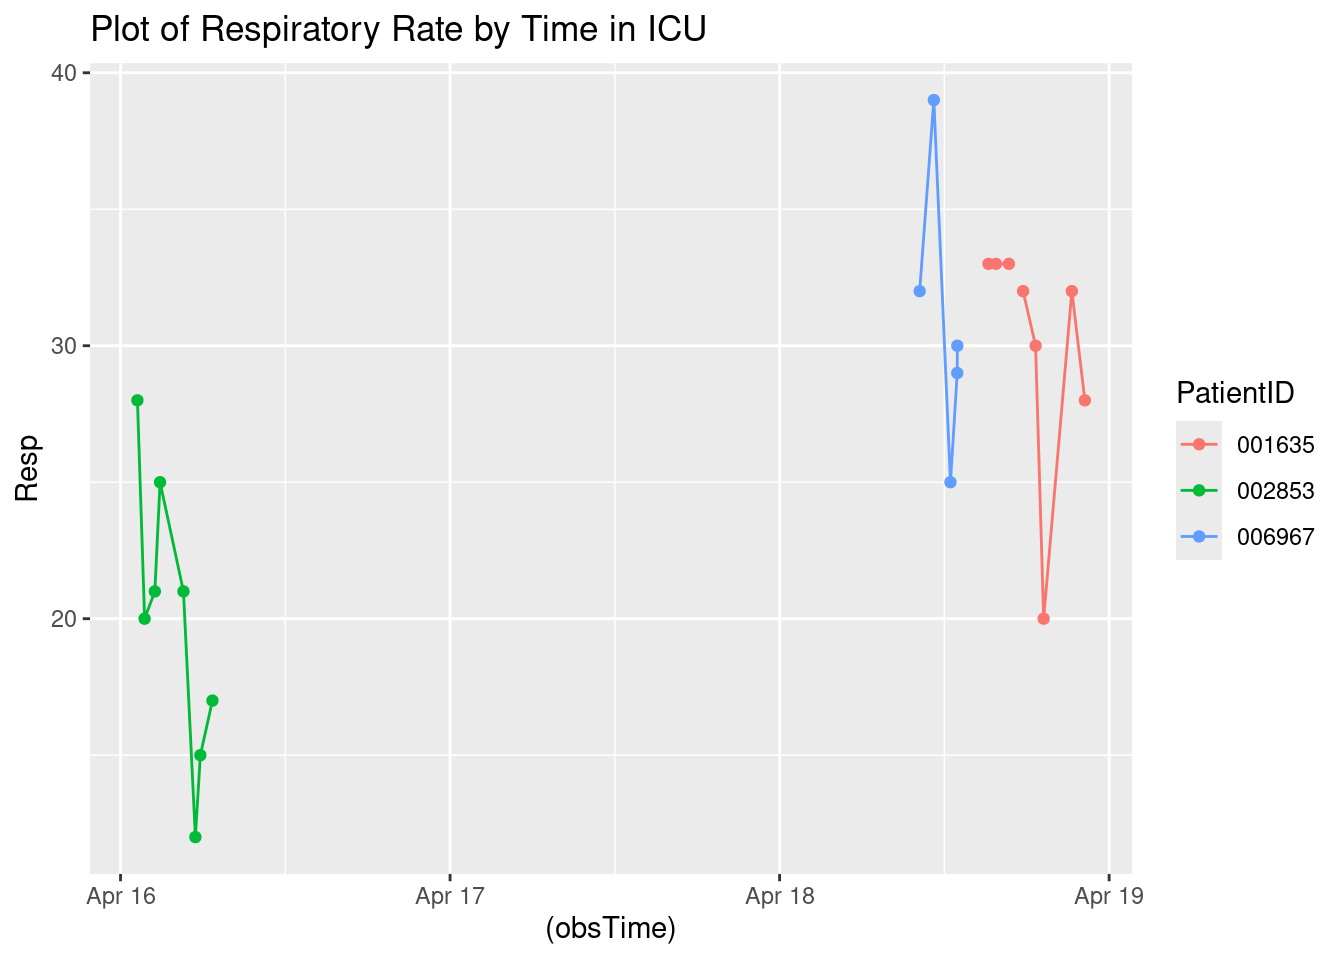 Plot of Respiratory Rate by Time in ICU
40
30
20
Resp
Apr 16
Apr 17
Apr 18
Apr 19
(obsTime)
PatientID
001635
002853
006967